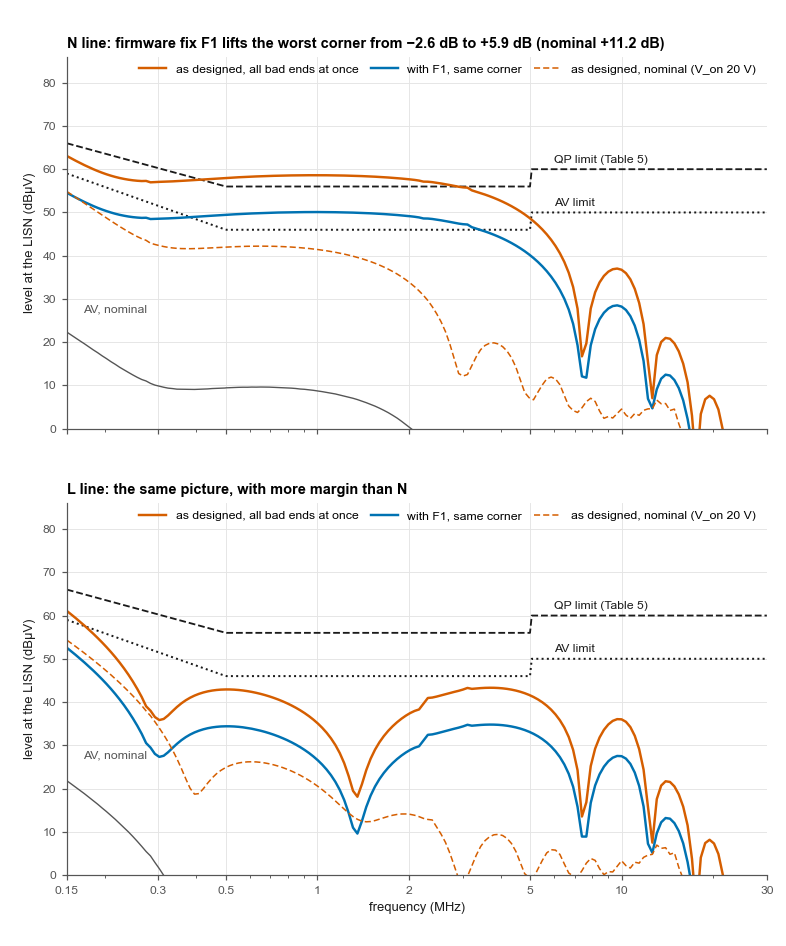 N line: firmware fix F1 lifts the worst corner from −2.6 dB to +5.9 dB (nominal +11.2 dB)
as designed, all bad ends at once with F1, same corner as designed, nominal (V_on 20 V)
80
70
60
50
40
30
20
10
0
level at the LISN (dBµV)
QP limit (Table 5)
AV limit
AV, nominal
L line: the same picture, with more margin than N
as designed, all bad ends at once with F1, same corner as designed, nominal (V_on 20 V)
80
70
60
50
40
30
20
10
0
level at the LISN (dBµV)
QP limit (Table 5)
AV limit
AV, nominal
0.15 0.3 0.5 1 2 5 10 30
frequency (MHz)